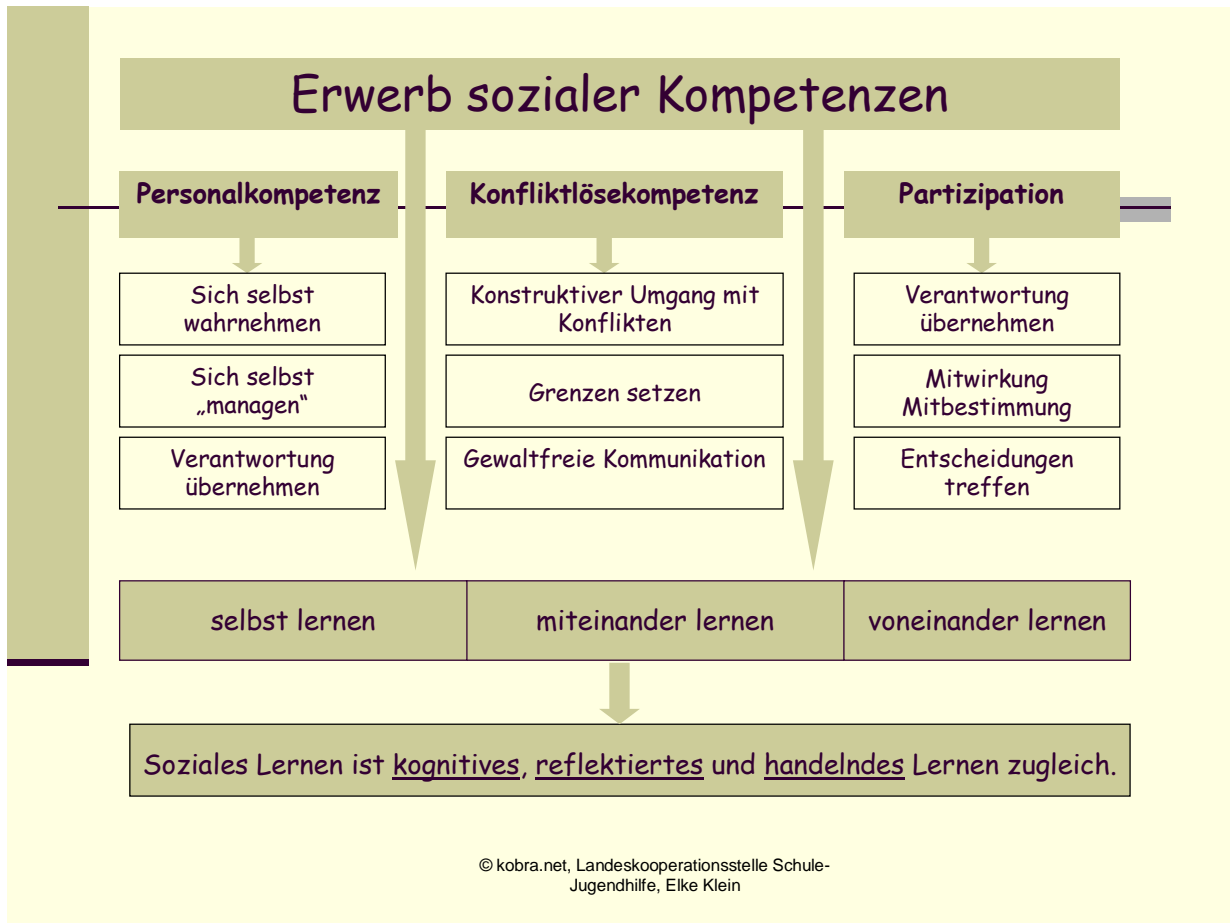 Erwerb sozialer Kompetenzen
Personalkompetenz
Sich selbst
wahrnehmen
Sich selbst
„managen“
Verantwortung
übernehmen
Konfliktlösekompetenz
Konstruktiver Umgang mit
Konflikten
Grenzen setzen
Gewaltfreie Kommunikation
Partizipation
Verantwortung
übernehmen
Mitwirkung
Mitbestimmung
Entscheidungen
treffen
selbst lernen
miteinander lernen
voneinander lernen
Soziales Lernen ist kognitives, reflektiertes und handelndes Lernen zugleich.
© kobra.net, Landeskooperationsstelle Schule-
Jugendhilfe, Elke Klein